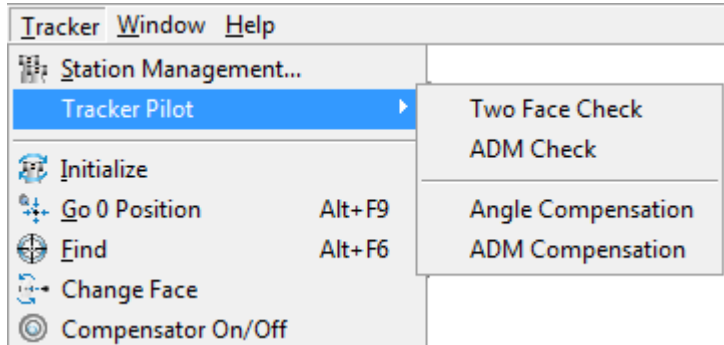 Tracker Window Help
Station Management...
Tracker Pilot
Two Face Check
ADM Check
Angle Compensation
ADM Compensation
Initialize
Go 0 Position Alt+F9
Find Alt+F6
Change Face
Compensator On/Off